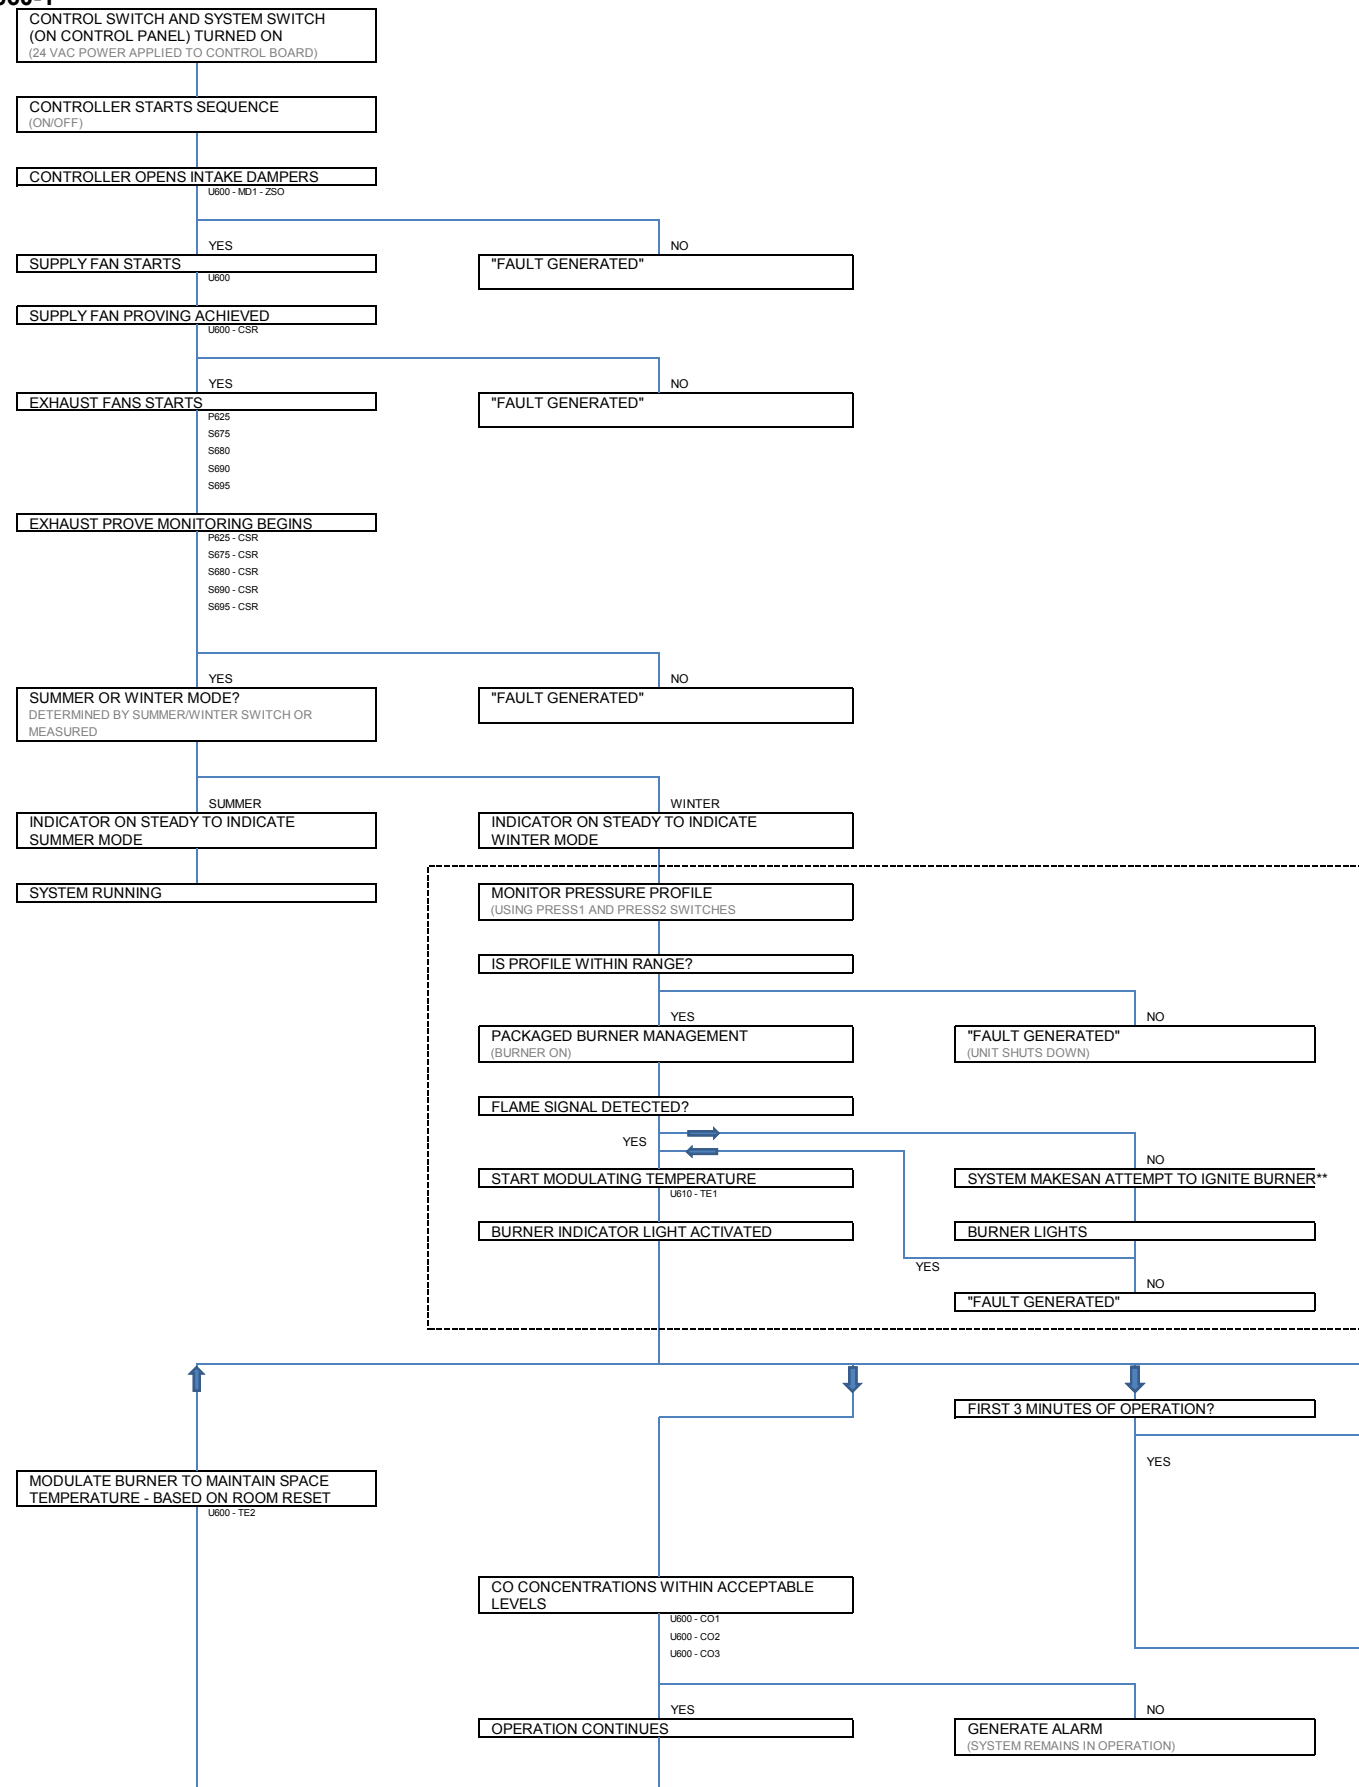 CONTROL SWITCH AND SYSTEM SWITCH
(ON CONTROL PANEL) TURNED ON
(24 VAC POWER APPLIED TO CONTROL BOARD)
CONTROLLER STARTS SEQUENCE
(ON/OFF)
CONTROLLER OPENS INTAKE DAMPERS
U600 - MD1 - ZSO
YES
NO
SUPPLY FAN STARTS
"FAULT GENERATED"
U600
SUPPLY FAN PROVING ACHIEVED
U600 - CSR
YES
NO
EXHAUST FANS STARTS
"FAULT GENERATED"
P625
S675
S680
S690
S695
EXHAUST PROVE MONITORING BEGINS
P625 - CSR
S675 - CSR
S680 - CSR
S690 - CSR
S695 - CSR
YES
NO
SUMMER OR WINTER MODE?
DETERMINED BY SUMMER/WINTER SWITCH OR
MEASURED
"FAULT GENERATED"
SUMMER
WINTER
INDICATOR ON STEADY TO INDICATE
SUMMER MODE
INDICATOR ON STEADY TO INDICATE
WINTER MODE
SYSTEM RUNNING
MONITOR PRESSURE PROFILE
(USING PRESS1 AND PRESS2 SWITCHES
IS PROFILE WITHIN RANGE?
YES
NO
PACKAGED BURNER MANAGEMENT
(BURNER ON)
"FAULT GENERATED"
(UNIT SHUTS DOWN)
FLAME SIGNAL DETECTED?
YES
NO
START MODULATING TEMPERATURE
SYSTEM MAKESAN ATTEMPT TO IGNITE BURNER**
U610 - TE1
BURNER INDICATOR LIGHT ACTIVATED
BURNER LIGHTS
YES
NO
"FAULT GENERATED"
FIRST 3 MINUTES OF OPERATION?
YES
MODULATE BURNER TO MAINTAIN SPACE
TEMPERATURE - BASED ON ROOM RESET
U600 - TE2
CO CONCENTRATIONS WITHIN ACCEPTABLE
LEVELS
U600 - CO1
U600 - CO2
U600 - CO3
YES
NO
OPERATION CONTINUES
GENERATE ALARM
(SYSTEM REMAINS IN OPERATION)